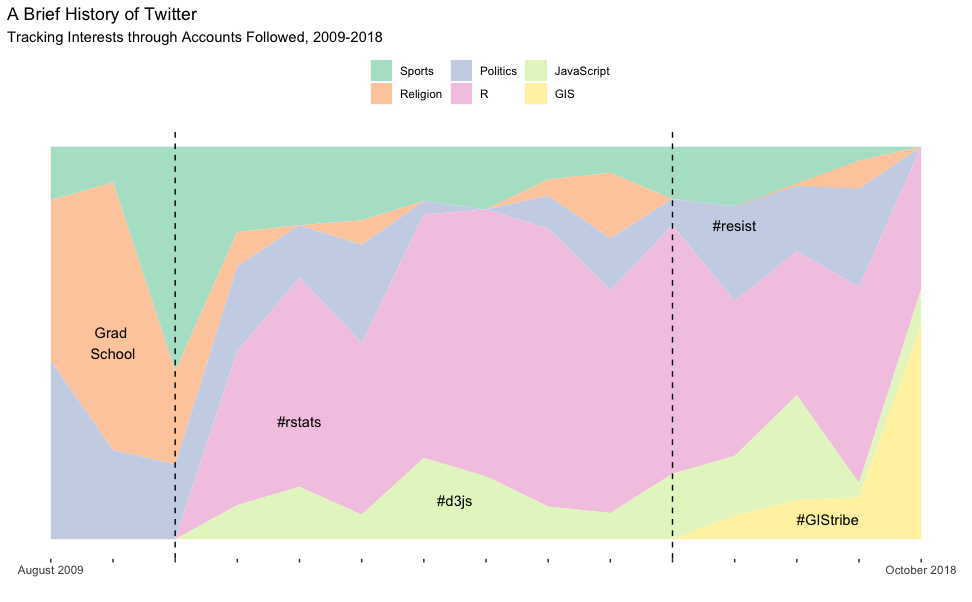 A Brief History of Twitter
Tracking Interests through Accounts Followed, 2009-2018
Sports Politics JavaScript
Religion R GIS
#resist
Grad
School
#rstats
#d3js
#GIStribe
August 2009 October 2018